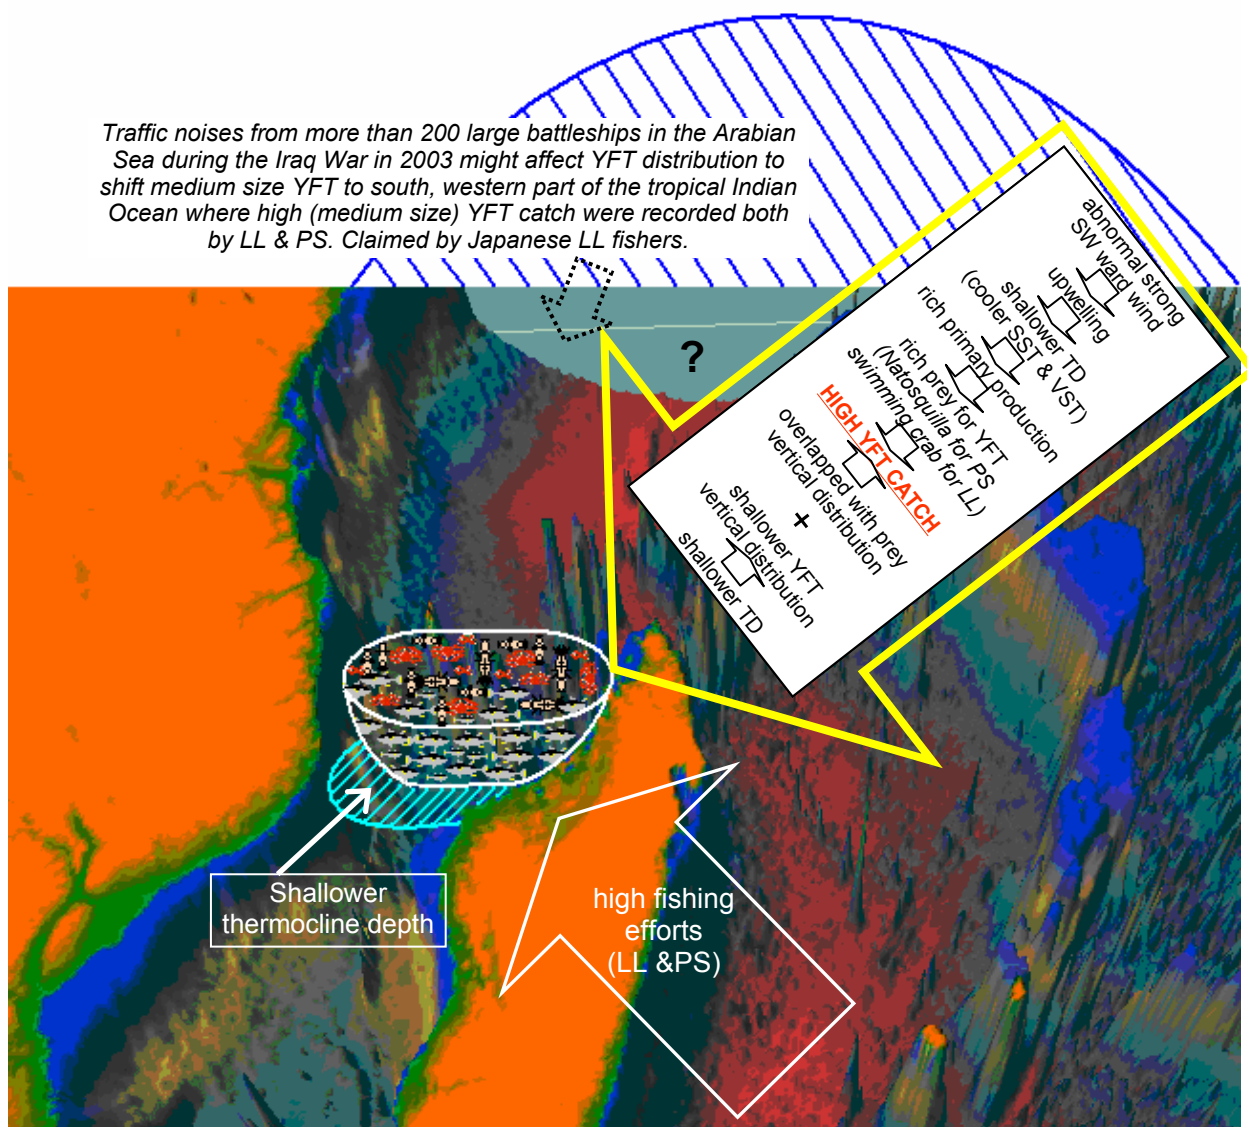 Traffic noises from more than 200 large battleships in the Arabian
Sea during the Iraq War in 2003 might affect YFT distribution to
shift medium size YFT to south, western part of the tropical Indian
Ocean where high (medium size) YFT catch were recorded both
by LL & PS. Claimed by Japanese LL fishers.
?
abnormal strong
SW ward wind
upwelling
shallower TD
(cooler SST & VST)
rich primary production
rich prey for YFT
(Natosquilla for PS
swimming crab for LL)
HIGH YFT CATCH
overlapped with prey
vertical distribution
+
shallower YFT
vertical distribution
shallower TD
Shallower
thermocline depth
high fishing
efforts
(LL &PS)